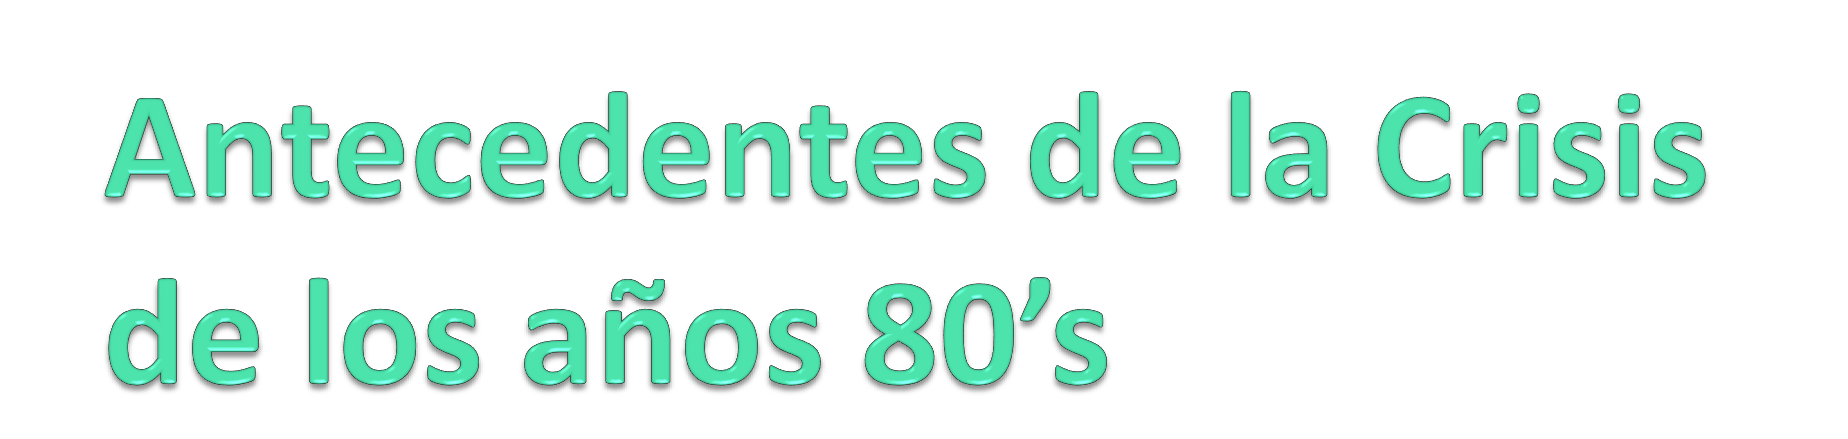 Antecedentes de la Crisis
de los años 80’s